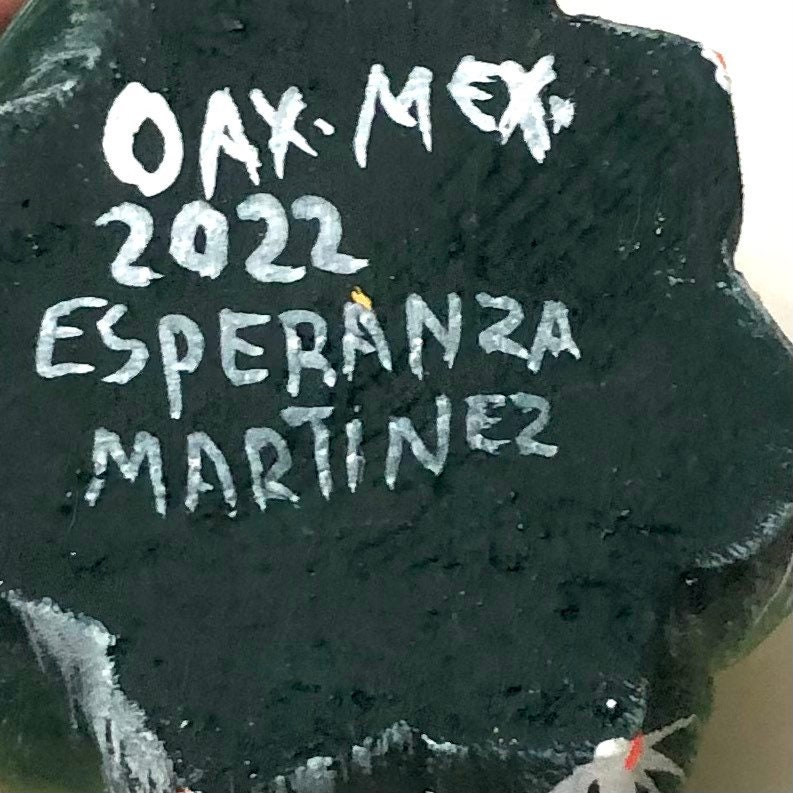 OAX. MEX.
2022
ESPERANZA
MARTINEZ